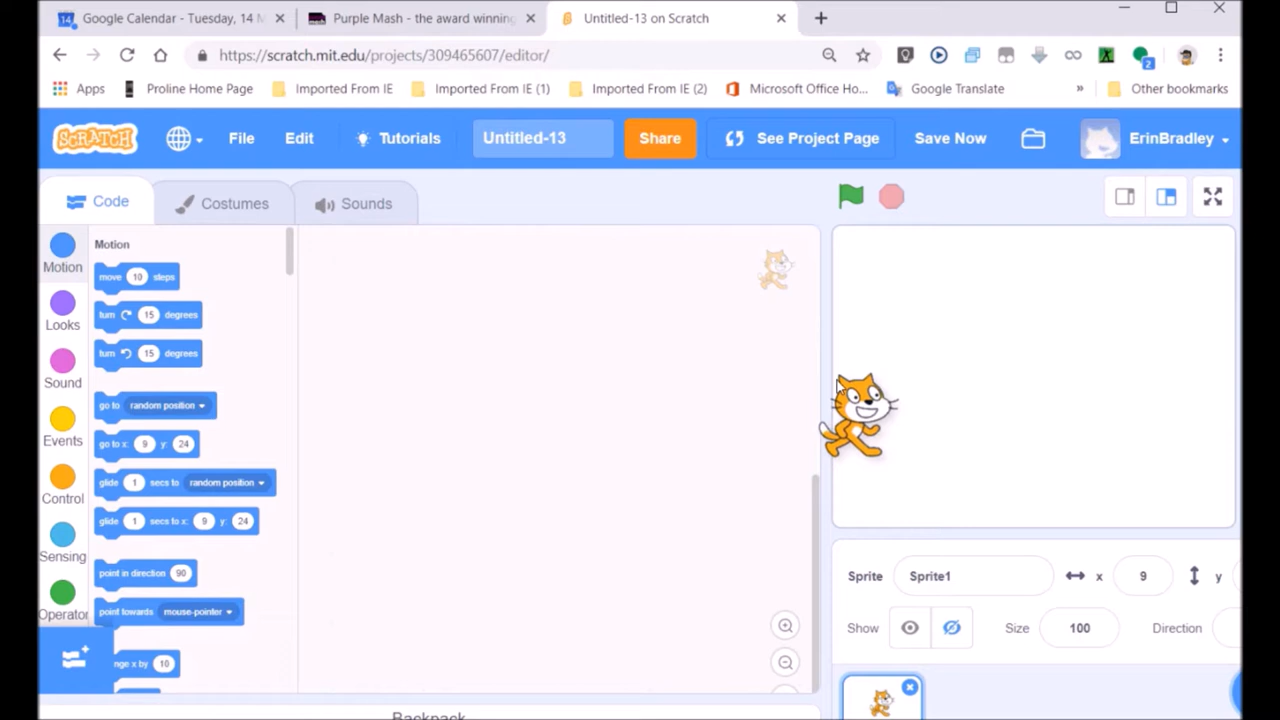 Google Calendar - Tuesday, 14 M
Purple Mash - the award winning
Untitled-13 on Scratch
https://scratch.mit.edu/projects/309465607/editor/
2
Apps
Proline Home Page
Imported From IE
Imported From IE (1)
Imported From IE (2)
Microsoft Office Ho...
Google Translate
»
Other bookmarks
SCRATCH
File
Edit
Tutorials
Untitled-13
Share
See Project Page
Save Now
ErinBradley
Code
Costumes
Sounds
Motion
Looks
Sound
Events
Control
Sensing
Operator
Motion
move 10 steps
turn 15 degrees
turn 15 degrees
go to random position
go to x: 9 y: 24
glide 1 secs to random position
glide 1 secs to x: 9 y: 24
point in direction 90
point towards mouse-pointer
nge x by 10
Sprite Sprite1 x 9 y
Show Size 100 Direction
Backpack